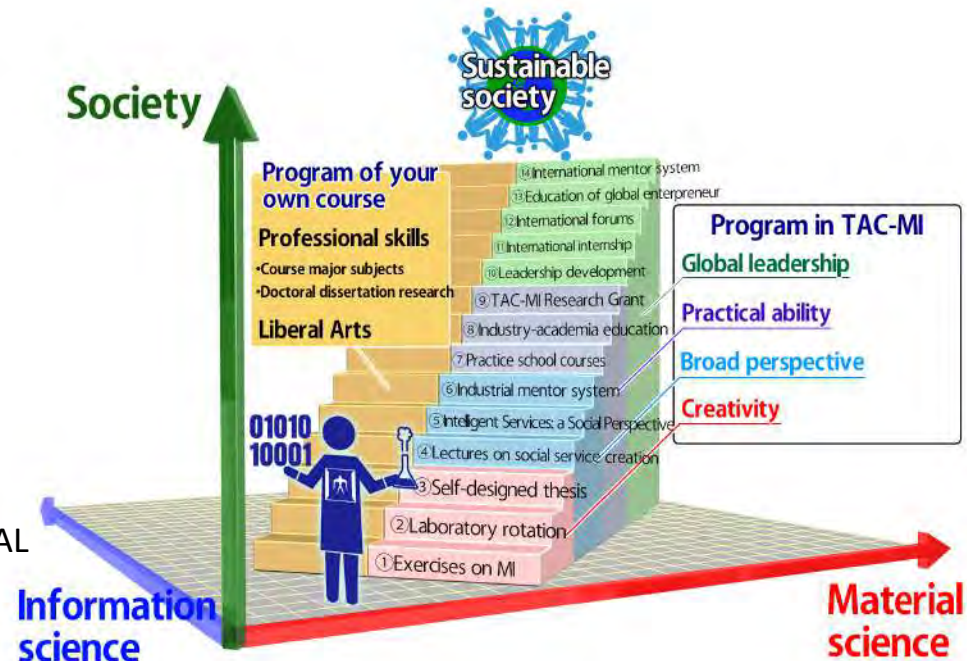 Sustainable
society
Society
Program of your
own course
Professional skills
•Course major subjects
•Doctoral dissertation research
Liberal Arts
⑭International mentor system
⑬Education of global enterpreneur
⑫International forums
⑪International internship
⑩Leadership development
⑨TAC-MI Research Grant
⑧Industry-academia education
⑦Practice school courses
⑥Industrial mentor system
⑤Intelligent Services: a Social Perspective
④Lectures on social service creation
③Self-designed thesis
②Laboratory rotation
①Exercises on MI
Program in TAC-MI
Global leadership
Practical ability
Broad perspective
Creativity
01010
10001
AL
Information
science
Material
science